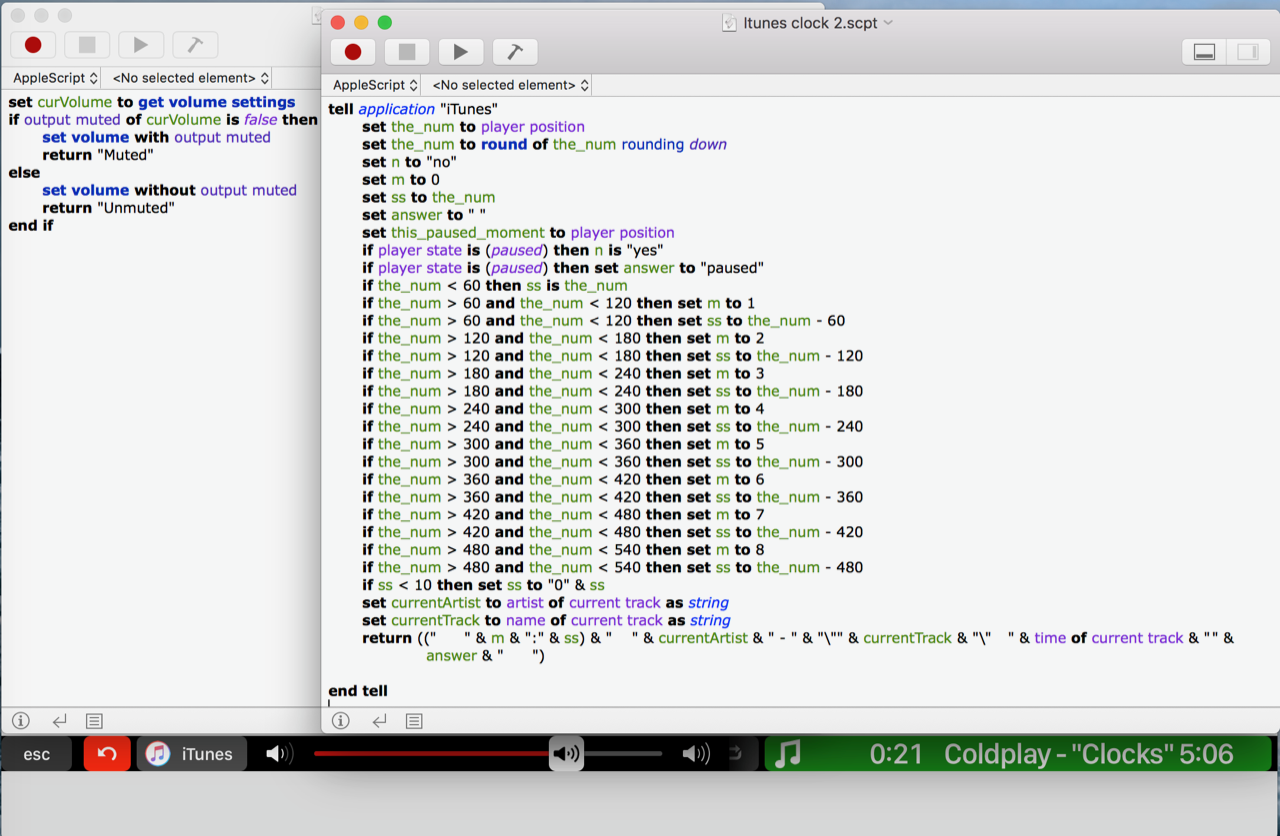 AppleScript
<No selected element>
set curVolume to get volume settings
if output muted of curVolume is false then
set volume with output muted
return "Muted"
else
set volume without output muted
return "Unmuted"
end if
Itunes clock 2.scpt
AppleScript
<No selected element>
tell application "iTunes"
set the_num to player position
set the_num to round of the_num rounding down
set n to "no"
set m to 0
set ss to the_num
set answer to " "
set this_paused_moment to player position
if player state is (paused) then n is "yes"
if player state is (paused) then set answer to "paused"
if the_num < 60 then ss is the_num
if the_num > 60 and the_num < 120 then set m to 1
if the_num > 60 and the_num < 120 then set ss to the_num - 60
if the_num > 120 and the_num < 180 then set m to 2
if the_num > 120 and the_num < 180 then set ss to the_num - 120
if the_num > 180 and the_num < 240 then set m to 3
if the_num > 180 and the_num < 240 then set ss to the_num - 180
if the_num > 240 and the_num < 300 then set m to 4
if the_num > 240 and the_num < 300 then set ss to the_num - 240
if the_num > 300 and the_num < 360 then set m to 5
if the_num > 300 and the_num < 360 then set ss to the_num - 300
if the_num > 360 and the_num < 420 then set m to 6
if the_num > 360 and the_num < 420 then set ss to the_num - 360
if the_num > 420 and the_num < 480 then set m to 7
if the_num > 420 and the_num < 480 then set ss to the_num - 420
if the_num > 480 and the_num < 540 then set m to 8
if the_num > 480 and the_num < 540 then set ss to the_num - 480
if ss < 10 then set ss to "0" & ss
set currentArtist to artist of current track as string
set currentTrack to name of current track as string
return (("      " & m & ":" & ss) & "    " & currentArtist & " - " & "\"" & currentTrack & "\"   " & time of current track & "" &
answer & "      ")
end tell
esc
iTunes
0:21 Coldplay - "Clocks" 5:06